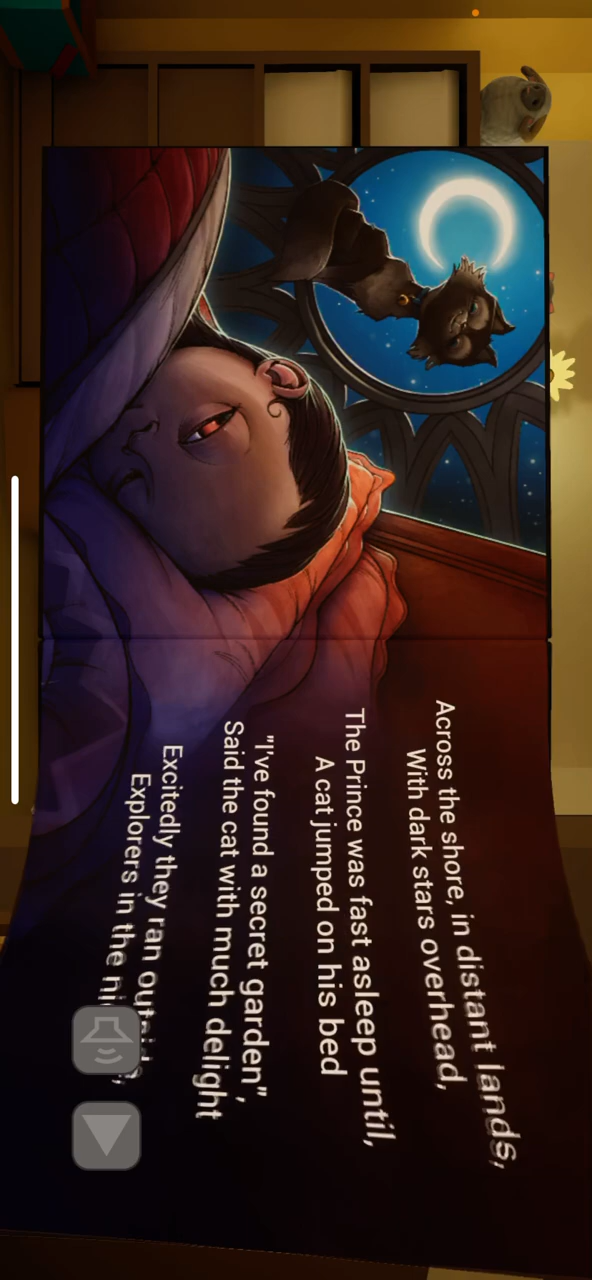 Across the shore, in distant lands,
With dark stars overhead,
The Prince was fast asleep until,
A cat jumped on his bed
"I've found a secret garden",
Said the cat with much delight
Excitedly they ran outside,
Explorers in the